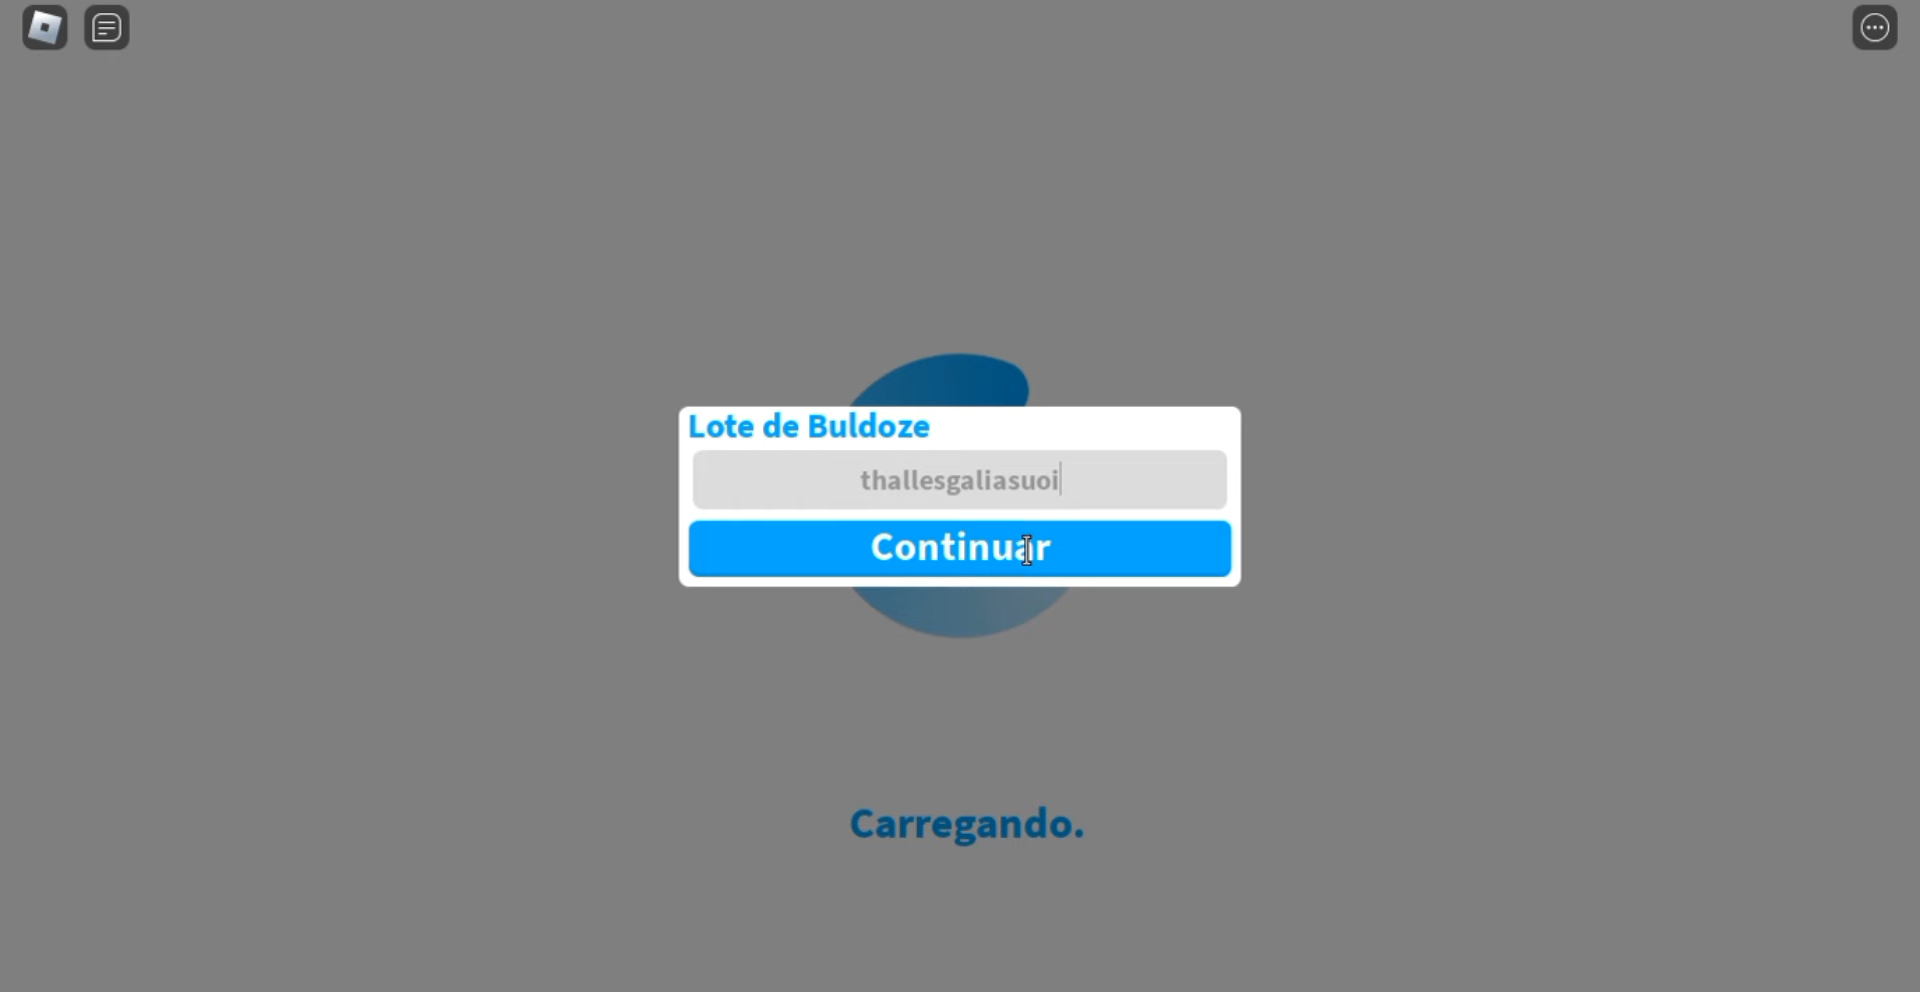 Lote de Buldoze
thallesgaliasuoi
Continuar
Carregando.